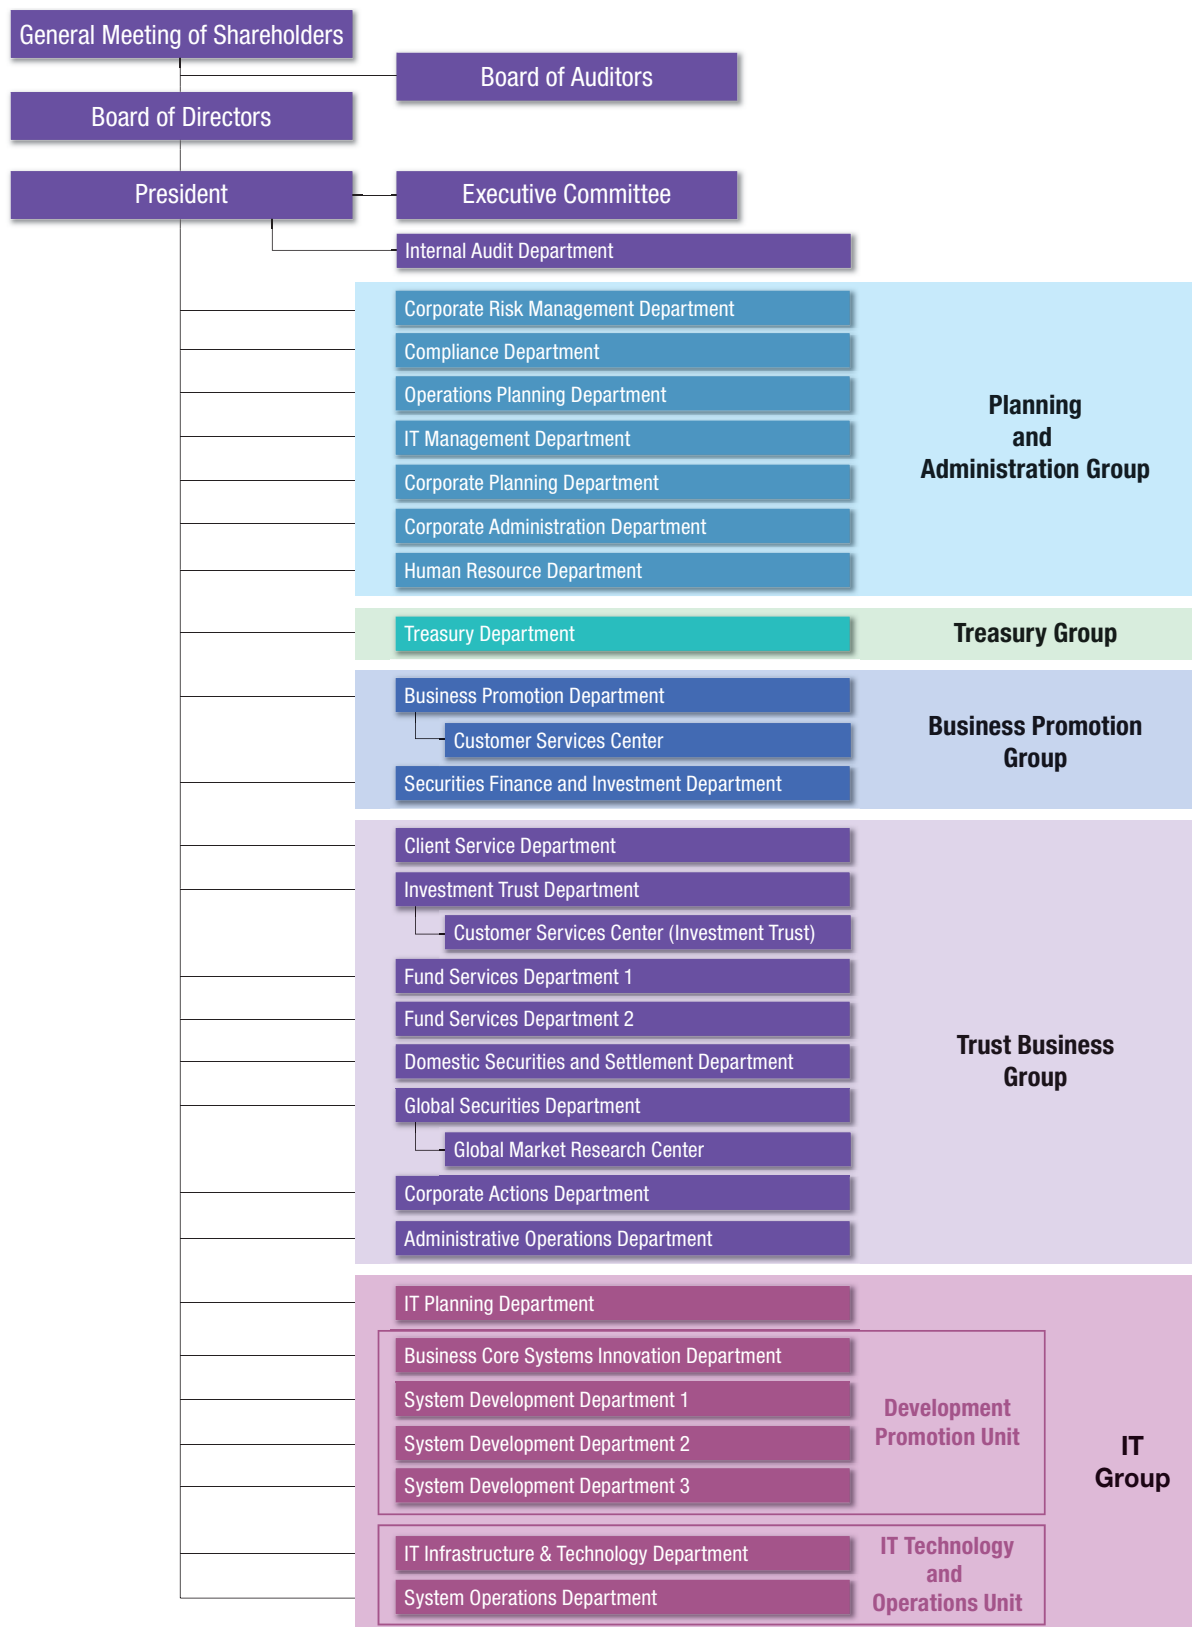 General Meeting of Shareholders
Board of Auditors
Board of Directors
President
Executive Committee
Internal Audit Department
Corporate Risk Management Department
Compliance Department
Operations Planning Department
IT Management Department
Corporate Planning Department
Corporate Administration Department
Human Resource Department
Planning
and
Administration Group
Treasury Department
Treasury Group
Business Promotion Department
Customer Services Center
Securities Finance and Investment Department
Business Promotion
Group
Client Service Department
Investment Trust Department
Customer Services Center (Investment Trust)
Fund Services Department 1
Fund Services Department 2
Domestic Securities and Settlement Department
Global Securities Department
Global Market Research Center
Corporate Actions Department
Administrative Operations Department
Trust Business
Group
IT Planning Department
Business Core Systems Innovation Department
System Development Department 1
System Development Department 2
System Development Department 3
Development
Promotion Unit
IT Infrastructure & Technology Department
System Operations Department
IT Technology
and
Operations Unit
IT
Group